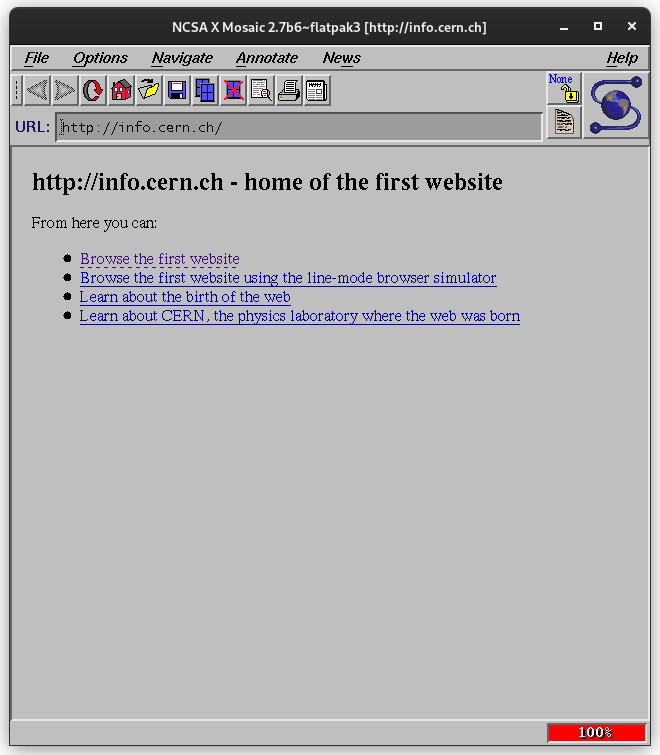 NCSA X Mosaic 2.7b6~flatpak3 [http://info.cern.ch]
File Options Navigate Annotate News Help
None
URL: http://info.cern.ch/
http://info.cern.ch - home of the first website
From here you can:
Browse the first website
Browse the first website using the line-mode browser simulator
Learn about the birth of the web
Learn about CERN, the physics laboratory where the web was born
100%